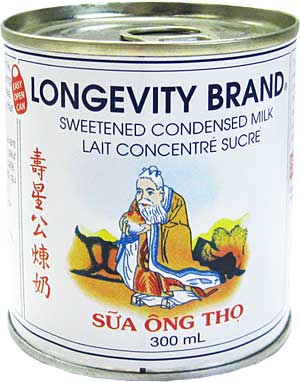 EASY
OPEN
CAN
LONGEVITY BRAND®
SWEETENED CONDENSED MILK
LAIT CONCENTRÉ SUCRÉ
壽星公煉奶
SỮA ÔNG THỌ
300 mL